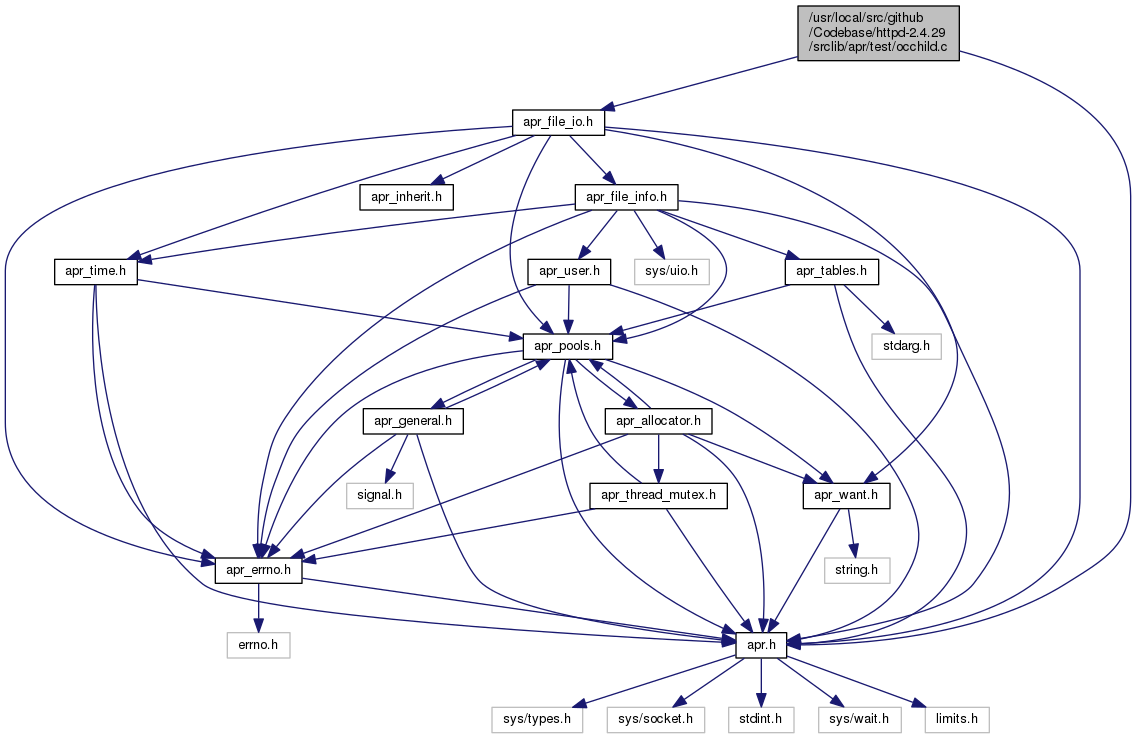 /usr/local/src/github
/Codebase/httpd-2.4.29
/srclib/apr/test/occhild.c
apr_file_io.h
apr_inherit.h
apr_file_info.h
apr_time.h
apr_user.h
sys/uio.h
apr_tables.h
apr_pools.h
stdarg.h
apr_general.h
apr_allocator.h
signal.h
apr_thread_mutex.h
apr_want.h
apr_errno.h
string.h
errno.h
apr.h
sys/types.h
sys/socket.h
stdint.h
sys/wait.h
limits.h